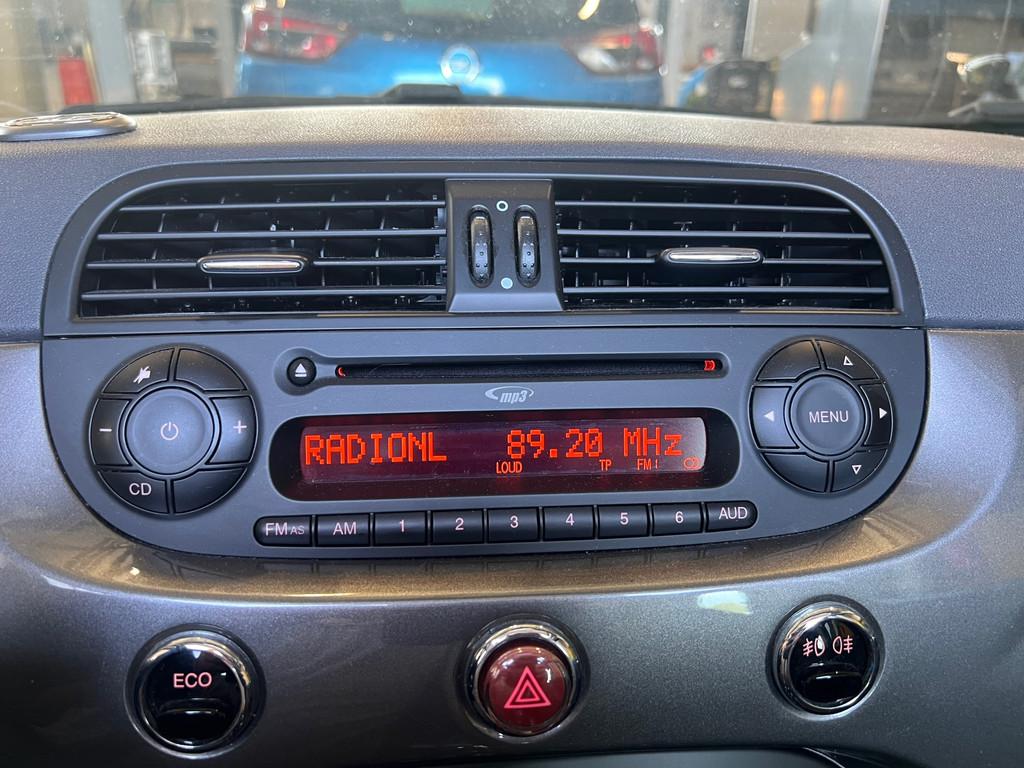 mp3
RADIONL 89.20 MHz
LOUD TP FM1
MENU
CD
FM AS AM 1 2 3 4 5 6 AUD
ECO